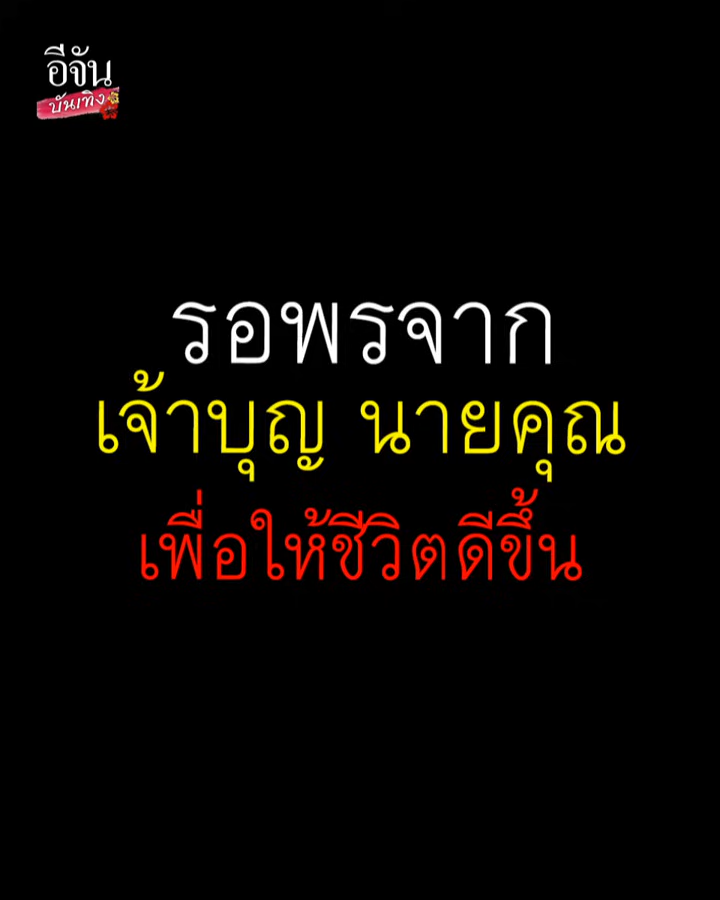 อีจัน
บันเทิง
รอพรจาก
เจ้าบุญ นายคุณ
เพื่อให้ชีวิตดีขึ้น